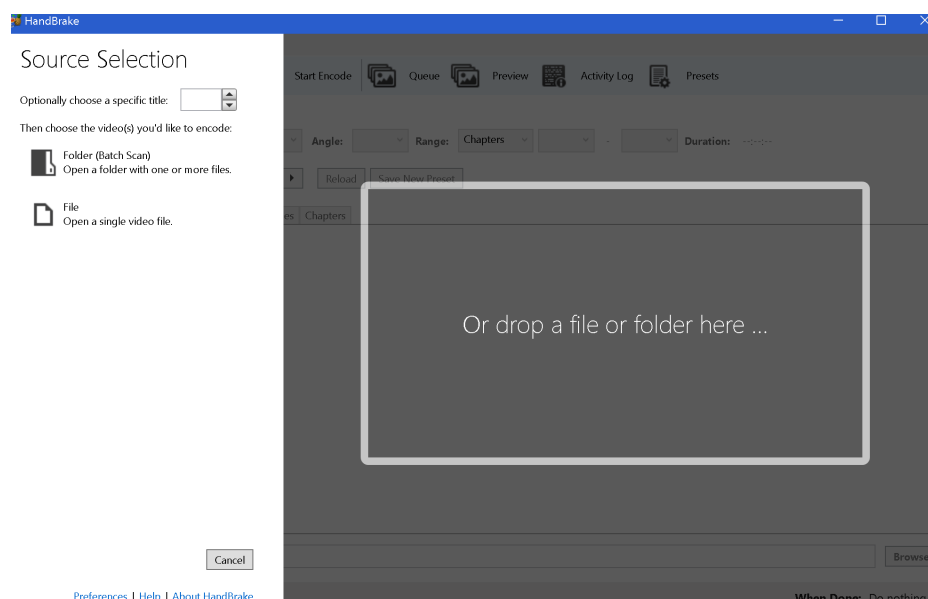 HandBrake
Source Selection
Optionally choose a specific title:
Then choose the video(s) you'd like to encode:
Folder (Batch Scan)
Open a folder with one or more files.
File
Open a single video file.
Cancel
Preferences | Help | About HandBrake
Start Encode Queue Preview Activity Log Presets
Angle: Range: Chapters - Duration: --:--:--
Reload Save New Preset
Chapters
Or drop a file or folder here ...
Browse
When Done: Do nothing